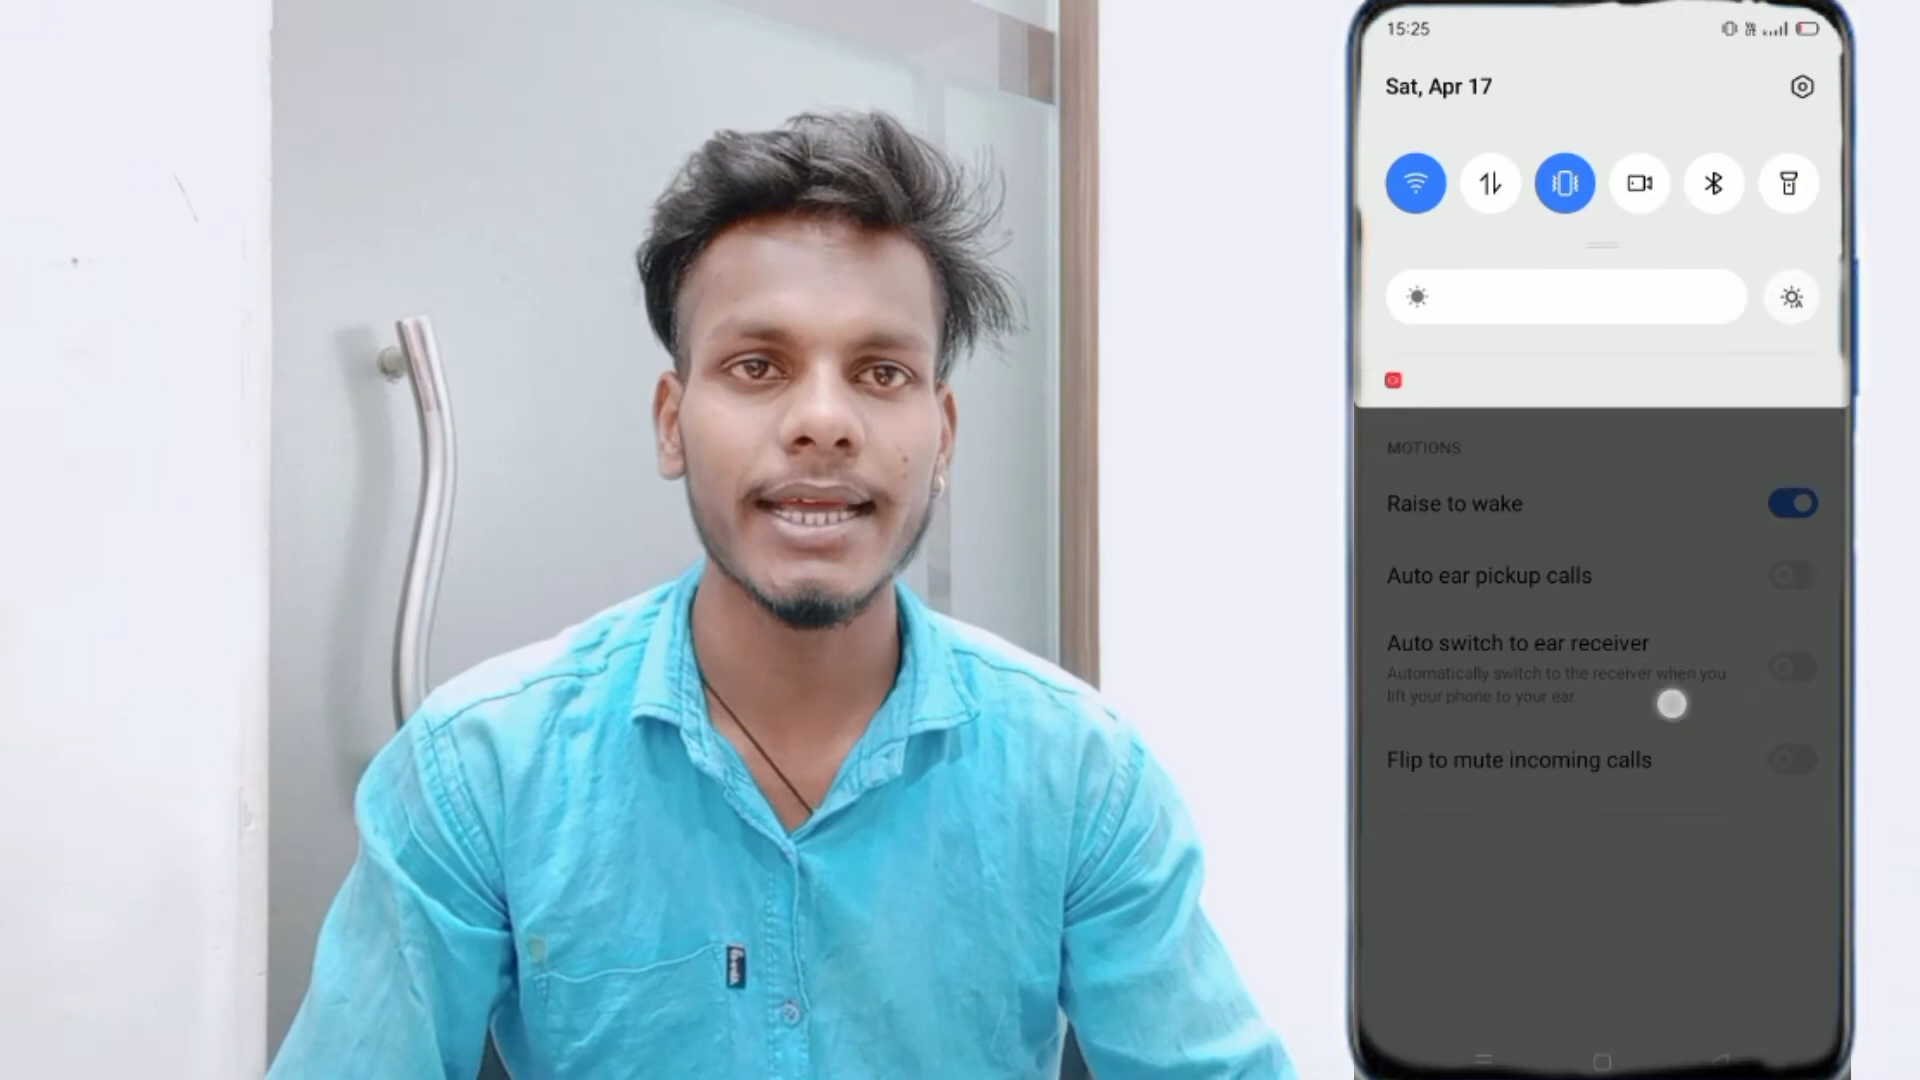 15:25
Sat, Apr 17
MOTIONS
Raise to wake
Auto ear pickup calls
Auto switch to ear receiver
Automatically switch to the receiver when you
lift your phone to your ear.
Flip to mute incoming calls